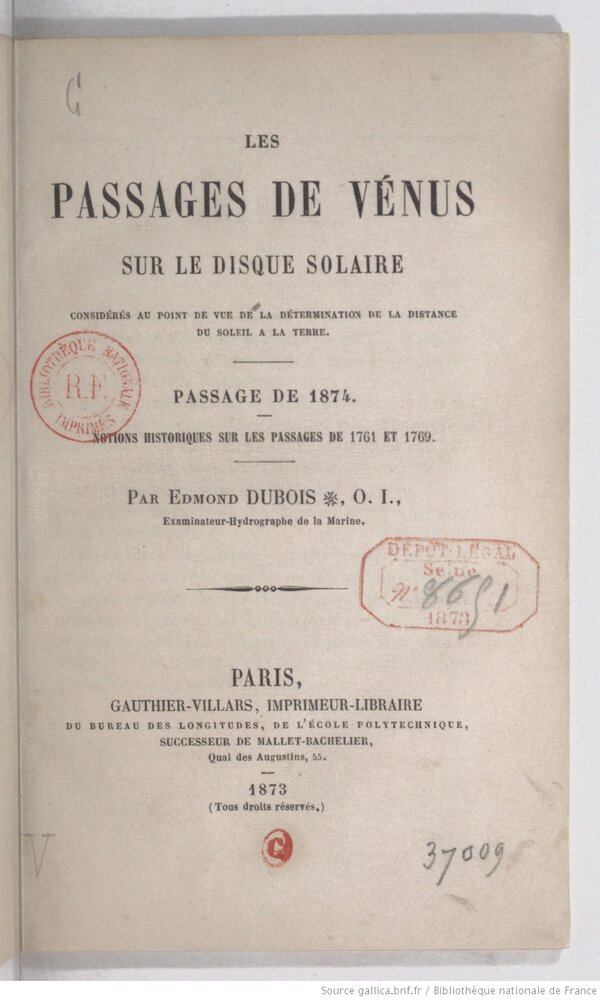 G
LES
PASSAGES DE VÉNUS
SUR LE DISQUE SOLAIRE
CONSIDÉRÉS AU POINT DE VUE DE LA DÉTERMINATION DE LA DISTANCE
DU SOLEIL A LA TERRE.
BIBLIOTHÈQUE NATIONALE
R.F.
IMPRIMÉS
PASSAGE DE 1874.
NOTIONS HISTORIQUES SUR LES PASSAGES DE 1761 ET 1769.
PAR EDMOND DUBOIS ❋, O. I.,
Examinateur-Hydrographe de la Marine.
DÉPOT LÉGAL
Seine
No 8651
1873
PARIS,
GAUTHIER-VILLARS, IMPRIMEUR-LIBRAIRE
DU BUREAU DES LONGITUDES, DE L'ÉCOLE POLYTECHNIQUE,
SUCCESSEUR DE MALLET-BACHELIER,
Quai des Augustins, 55.
1873
(Tous droits réservés.)
G
V
37009
Source gallica.bnf.fr / Bibliothèque nationale de France